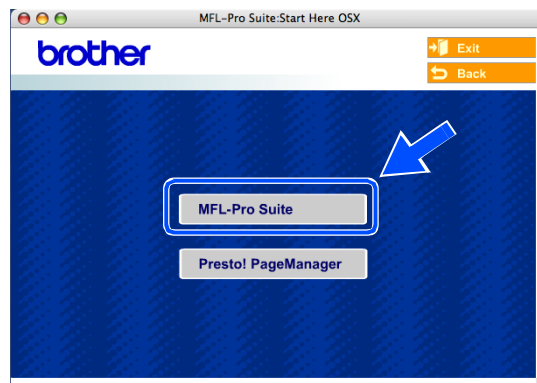 MFL-Pro Suite:Start Here OSX
brother
Exit
Back
MFL-Pro Suite
Presto! PageManager